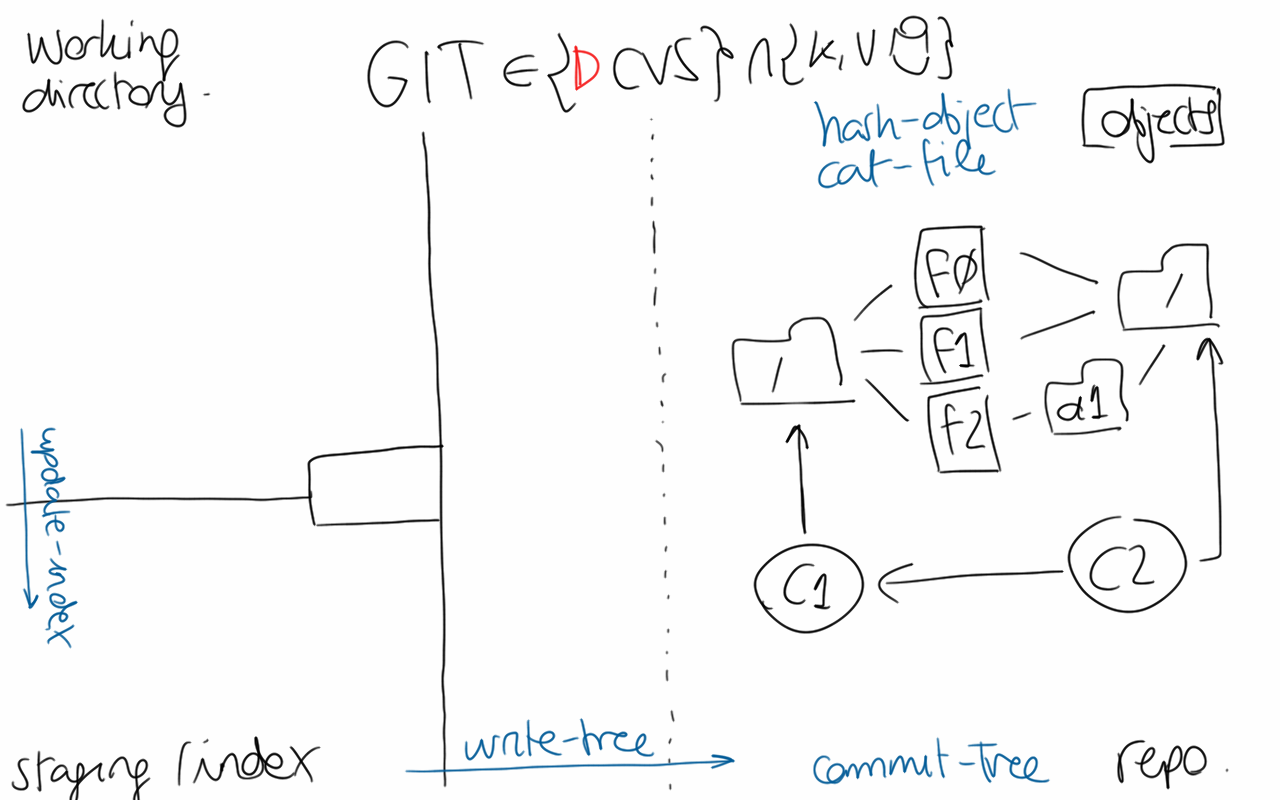 Working
directory.
GIT ∈ {DCVS} ∩ {K,V}
hash-object
cat-file
objects
f0
/
f1
/
f2
d1
update-index
C1
C2
write-tree
staging/index
commit-tree
repo.